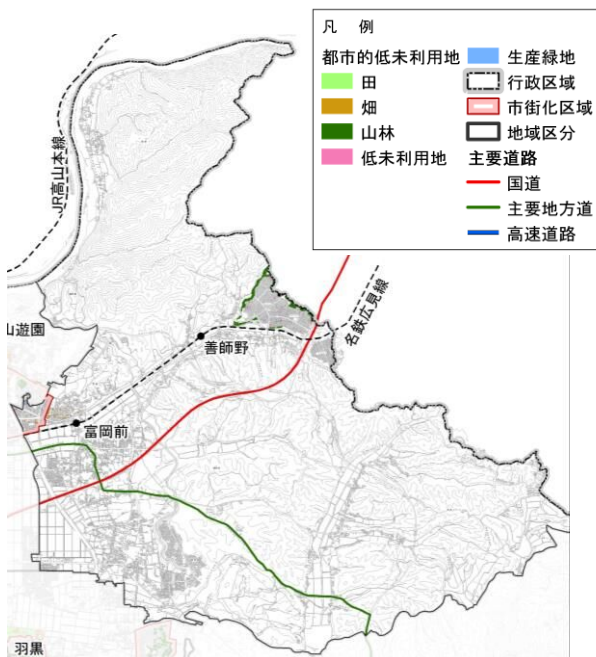 凡 例
都市的低未利用地
田
畑
山林
低未利用地
生産緑地
行政区域
市街化区域
地域区分
主要道路
国道
主要地方道
高速道路
JR高山本線
名鉄広見線
山遊園
善師野
富岡前
羽黒